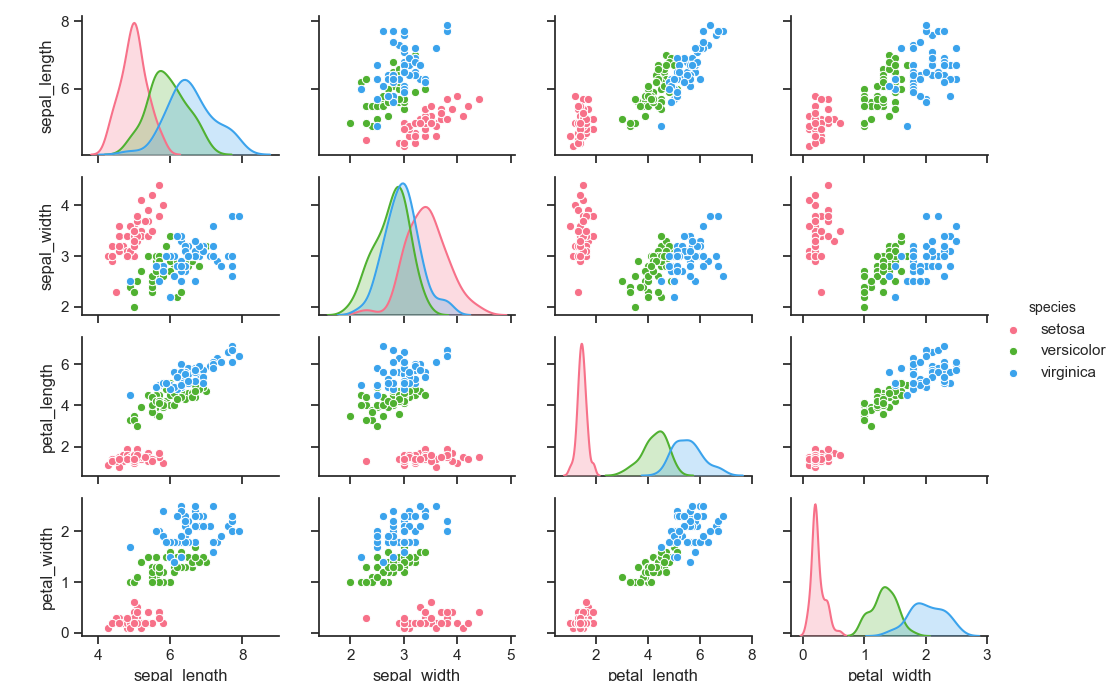 sepal_length
8
6
sepal_width
4
3
2
species
setosa
versicolor
virginica
petal_length
6
4
2
petal_width
2
1
0
4 6 8
2 3 4 5
2 4 6 8
0 1 2 3
sepal_length sepal_width petal_length petal_width